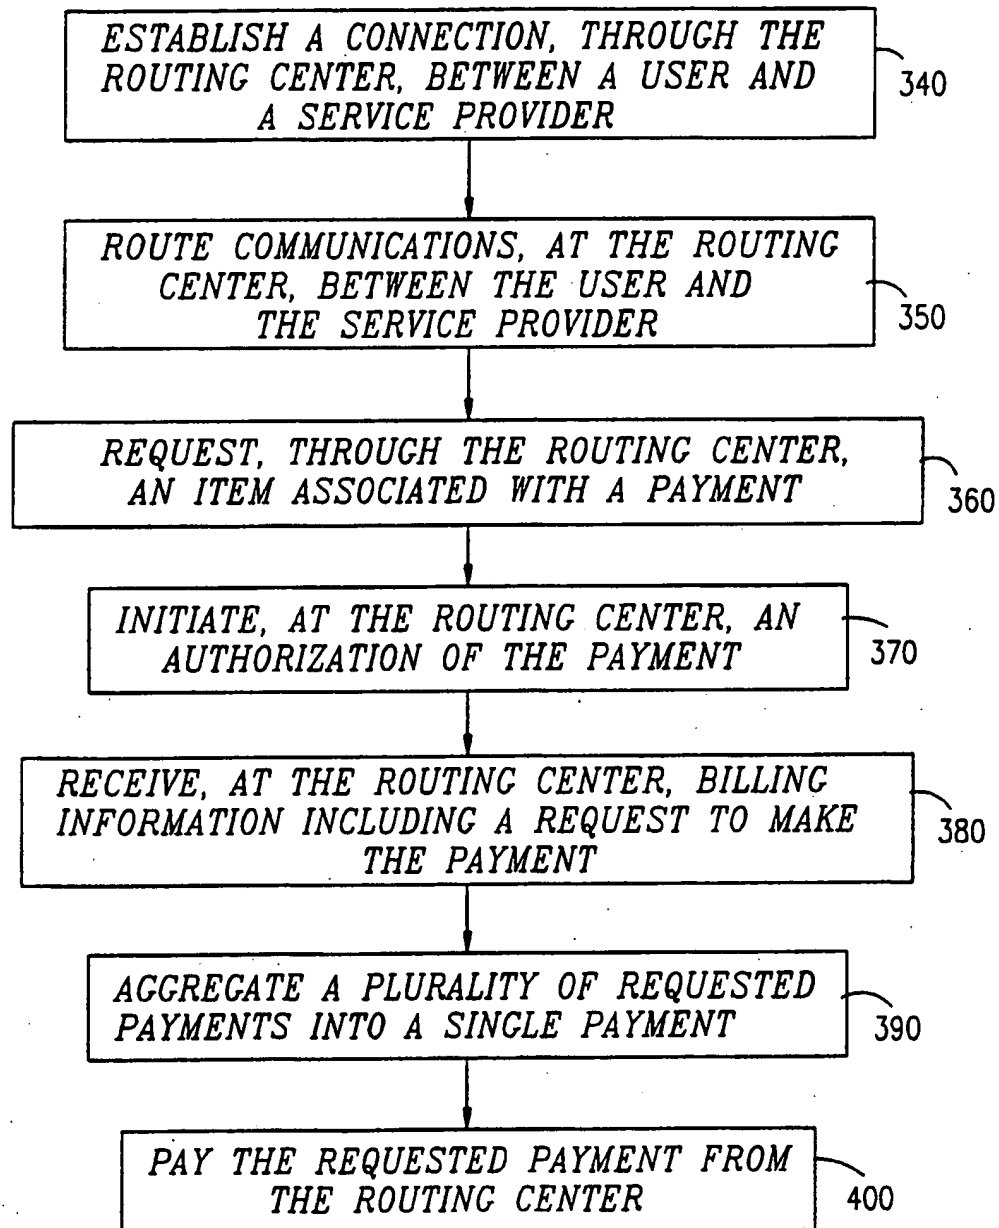 ESTABLISH A CONNECTION, THROUGH THE
ROUTING CENTER, BETWEEN A USER AND
A SERVICE PROVIDER
340
ROUTE COMMUNICATIONS, AT THE ROUTING
CENTER, BETWEEN THE USER AND
THE SERVICE PROVIDER
350
REQUEST, THROUGH THE ROUTING CENTER,
AN ITEM ASSOCIATED WITH A PAYMENT
360
INITIATE, AT THE ROUTING CENTER, AN
AUTHORIZATION OF THE PAYMENT
370
RECEIVE, AT THE ROUTING CENTER, BILLING
INFORMATION INCLUDING A REQUEST TO MAKE
THE PAYMENT
380
AGGREGATE A PLURALITY OF REQUESTED
PAYMENTS INTO A SINGLE PAYMENT
390
PAY THE REQUESTED PAYMENT FROM
THE ROUTING CENTER
400